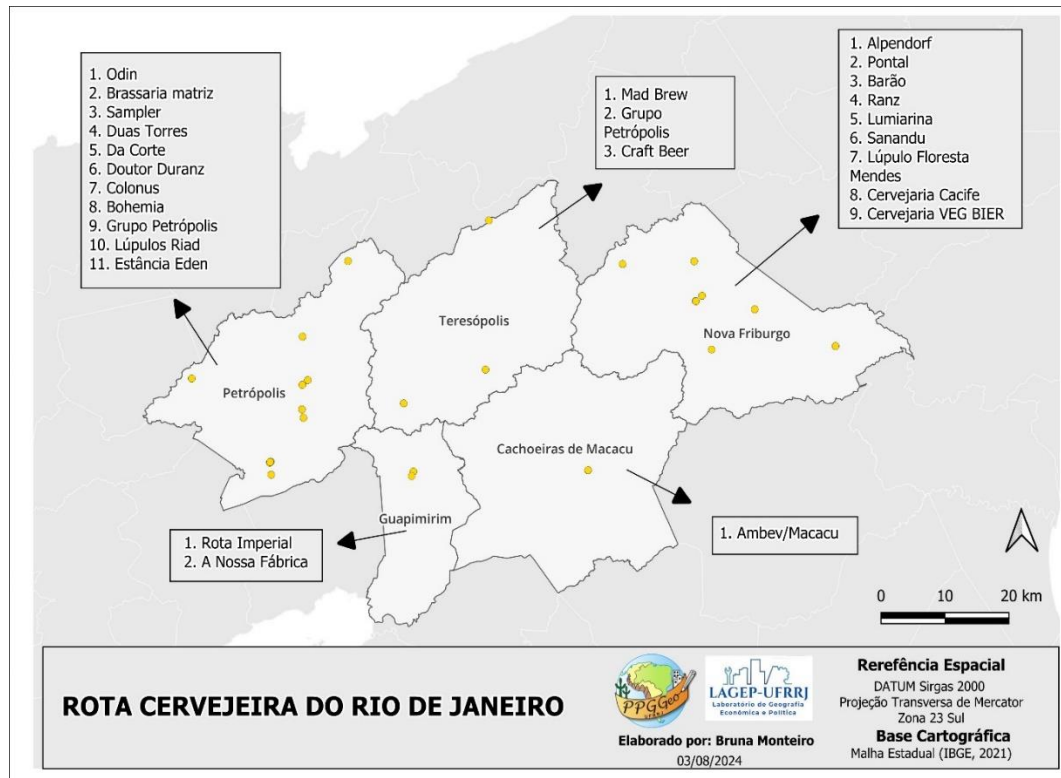 1. Odin
2. Brassaria matriz
3. Sampler
4. Duas Torres
5. Da Corte
6. Doutor Duranz
7. Colonus
8. Bohemia
9. Grupo Petrópolis
10. Lúpulos Riad
11. Estância Eden
1. Mad Brew
2. Grupo
Petrópolis
3. Craft Beer
1. Alpendorf
2. Pontal
3. Barão
4. Ranz
5. Lumiarina
6. Sanandu
7. Lúpulo Floresta
Mendes
8. Cervejaria Cacife
9. Cervejaria VEG BIER
Teresópolis
Nova Friburgo
Petrópolis
Cachoeiras de Macacu
Guapimirim
1. Rota Imperial
2. A Nossa Fábrica
1. Ambev/Macacu
0 10 20 km
ROTA CERVEJEIRA DO RIO DE JANEIRO
PPGGeo
UFRRJ
LAGEP-UFRRJ
Laboratório de Geografia
Econômica e Política
Elaborado por: Bruna Monteiro
03/08/2024
Rerefência Espacial
DATUM Sirgas 2000
Projeção Transversa de Mercator
Zona 23 Sul
Base Cartográfica
Malha Estadual (IBGE, 2021)